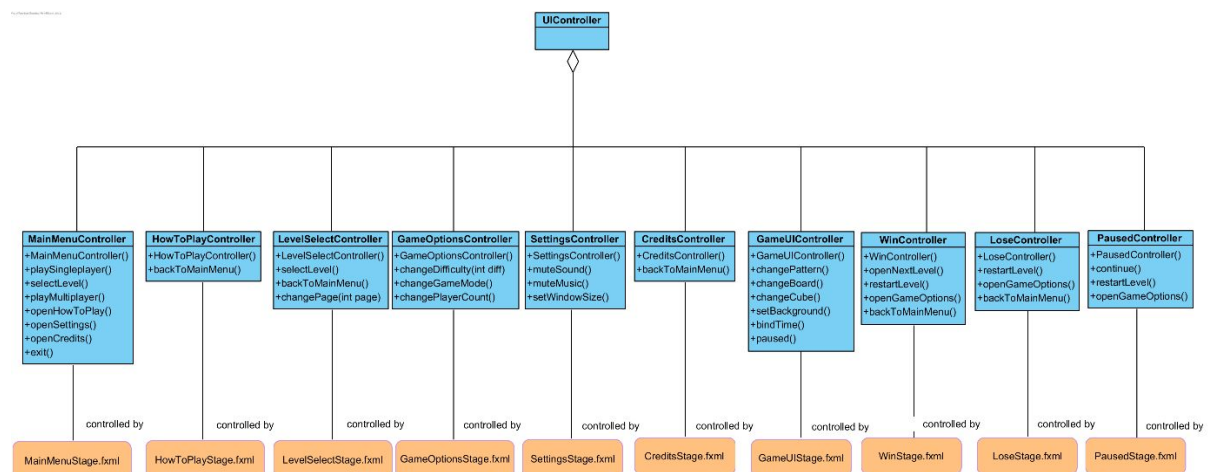 UIController
MainMenuController
+MainMenuController()
+playSingleplayer()
+selectLevel()
+playMultiplayer()
+openHowToPlay()
+openSettings()
+openCredits()
+exit()
HowToPlayController
+HowToPlayController()
+backToMainMenu()
LevelSelectController
+LevelSelectController()
+selectLevel()
+backToMainMenu()
+changePage(int page)
GameOptionsController
+GameOptionsController()
+changeDifficulty(int diff)
+changeGameMode()
+changePlayerCount()
SettingsController
+SettingsController()
+muteSound()
+muteMusic()
+setWindowSize()
CreditsController
+CreditsController()
+backToMainMenu()
GameUIController
+GameUIController()
+changePattern()
+changeBoard()
+changeCube()
+setBackground()
+bindTime()
+paused()
WinController
+WinController()
+openNextLevel()
+restartLevel()
+openGameOptions()
+backToMainMenu()
LoseController
+LoseController()
+restartLevel()
+openGameOptions()
+backToMainMenu()
PausedController
+PausedController()
+continue()
+restartLevel()
+openGameOptions()
controlled by
controlled by
controlled by
controlled by
controlled by
controlled by
controlled by
controlled by
controlled by
controlled by
MainMenuStage.fxml
HowToPlayStage.fxml
LevelSelectStage.fxml
GameOptionsStage.fxml
SettingsStage.fxml
CreditsStage.fxml
GameUIStage.fxml
WinStage.fxml
LoseStage.fxml
PausedStage.fxml